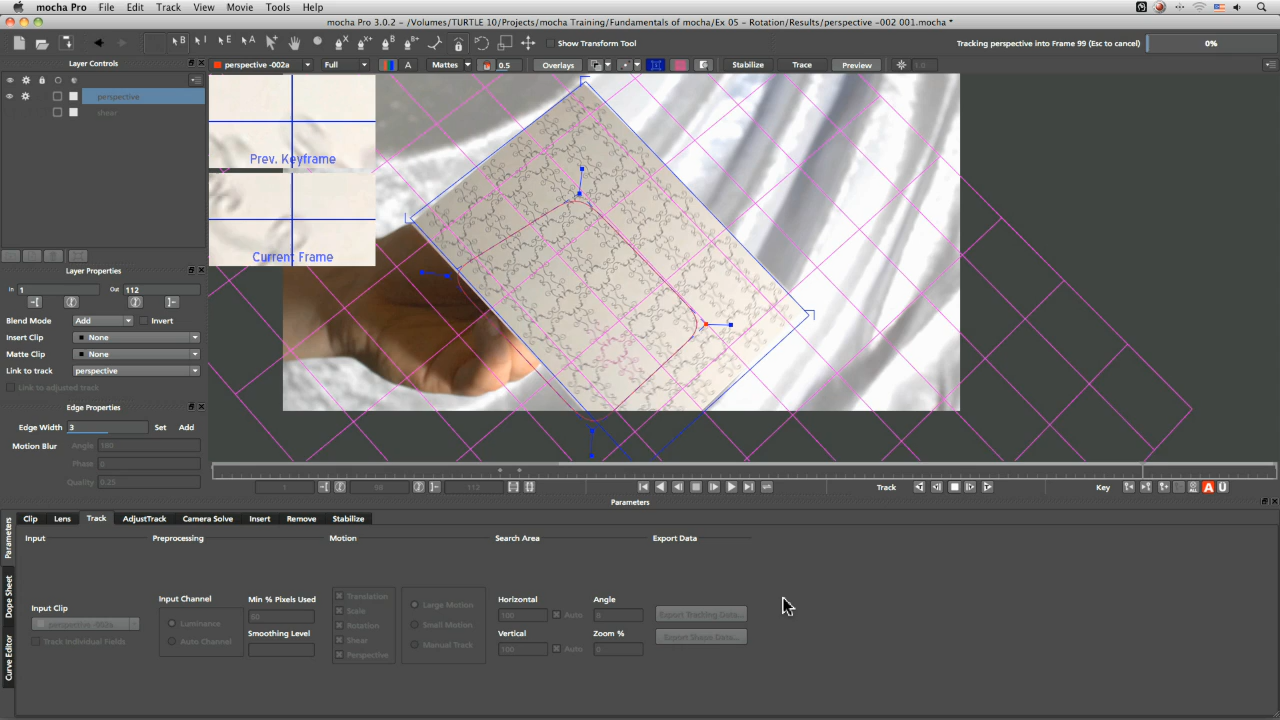 mocha Pro File Edit Track View Movie Tools Help
mocha Pro 3.0.2 - /Volumes/TURTLE 10/Projects/mocha Training/Fundamentals of mocha/Ex 05 - Rotation/Results/perspective -002 001.mocha *
Show Transform Tool
Tracking perspective into Frame 99 (Esc to cancel)
0%
Layer Controls
perspective -002a
Full
Mattes
0.5
Overlays
Stabilize
Trace
Preview
1.0
perspective
shear
Prev. Keyframe
Current Frame
Layer Properties
In 1 Out 112
Blend Mode Add Invert
Insert Clip None
Matte Clip None
Link to track perspective
Link to adjusted track
Edge Properties
Edge Width 3 Set Add
Motion Blur Angle 180
Phase 0
Quality 0.25
1 98 112
Track
Key
Parameters
Parameters
Dope Sheet
Curve Editor
Clip Lens Track AdjustTrack Camera Solve Insert Remove Stabilize
Input Preprocessing Motion Search Area Export Data
Input Clip
perspective -002a
Track Individual Fields
Input Channel
Luminance
Auto Channel
Min % Pixels Used
Smoothing Level
Translation
Scale
Rotation
Shear
Perspective
Large Motion
Small Motion
Manual Track
Horizontal
100 Auto
Vertical
100 Auto
Angle
Zoom %
0
Export Tracking Data...
Export Shape Data...